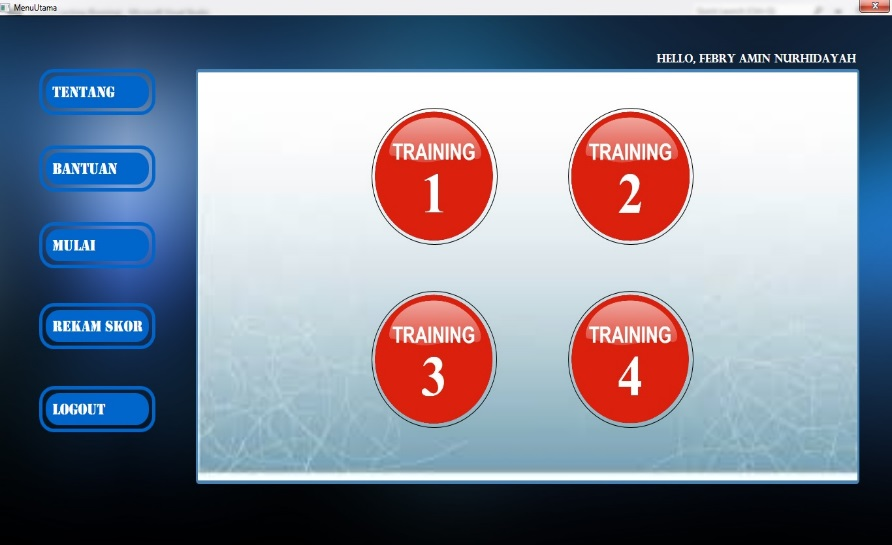 MenuUtama
HELLO, FEBRY AMIN NURHIDAYAH
TENTANG
BANTUAN
MULAI
REKAM SKOR
LOGOUT
TRAINING
1
TRAINING
2
TRAINING
3
TRAINING
4